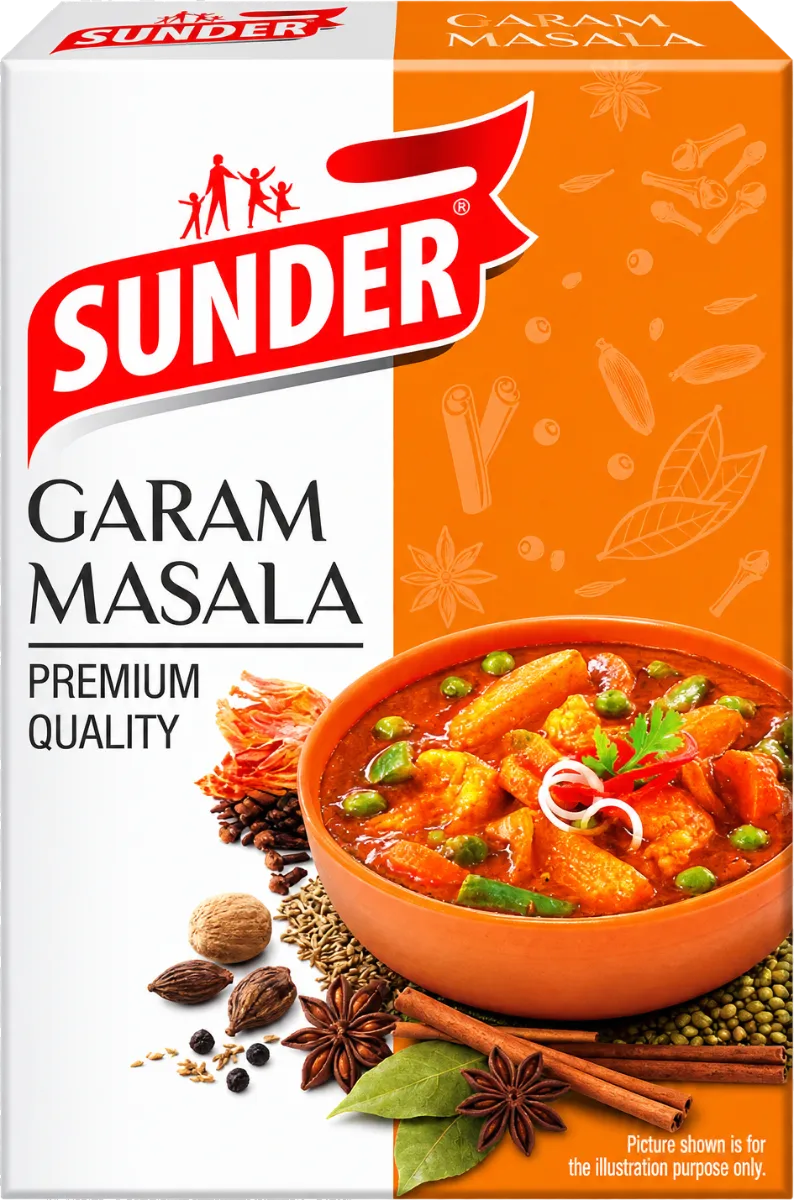 SUNDER
GARAM
MASALA
SUNDER®
GARAM
MASALA
PREMIUM
QUALITY
Picture shown is for
the illustration purpose only.